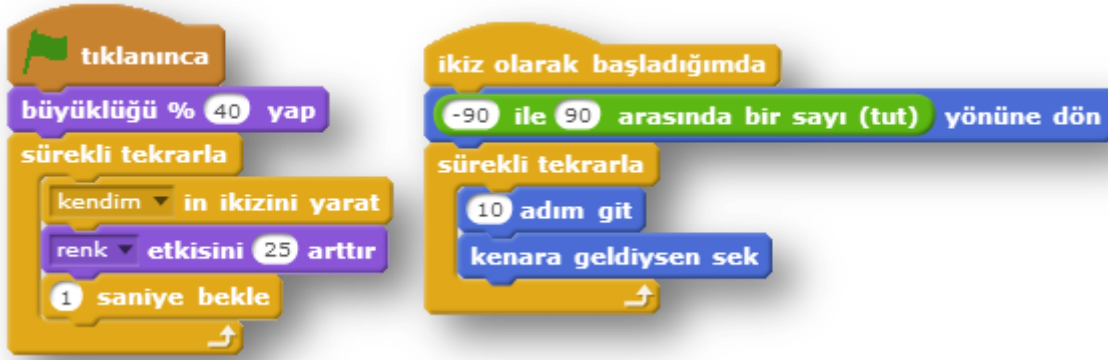 tıklanınca
büyüklüğü % 40 yap
sürekli tekrarla
kendim in ikizini yarat
renk etkisini 25 arttır
1 saniye bekle
ikiz olarak başladığımda
-90 ile 90 arasında bir sayı (tut) yönüne dön
sürekli tekrarla
10 adım git
kenara geldiysen sek